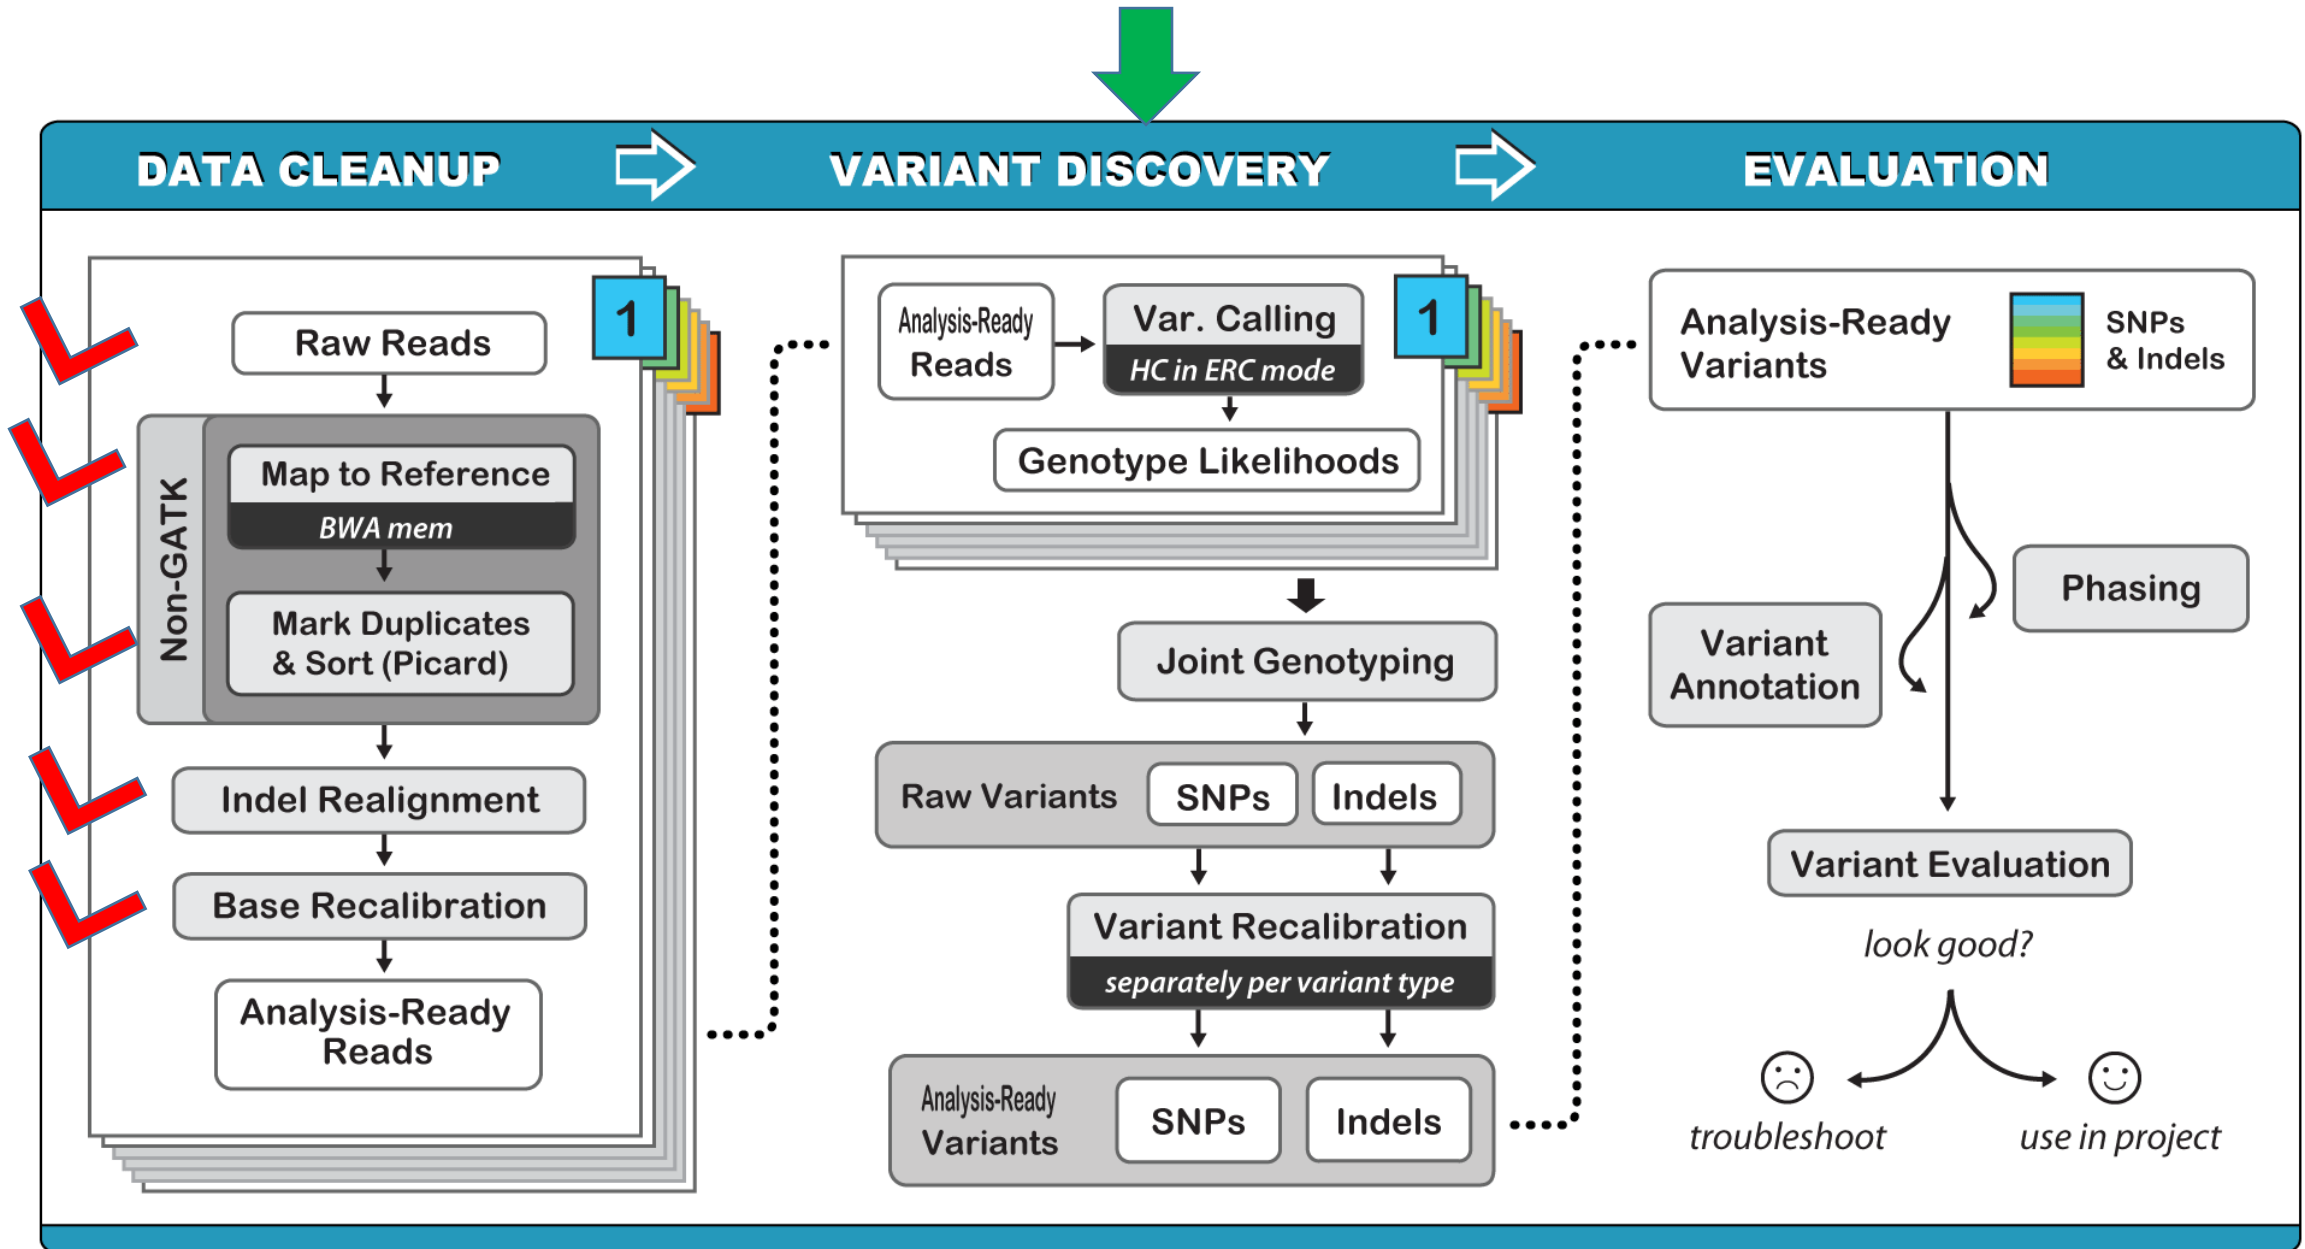 DATA CLEANUP
VARIANT DISCOVERY
EVALUATION
1
Raw Reads
Non-GATK
Map to Reference
BWA mem
Mark Duplicates
& Sort (Picard)
Indel Realignment
Base Recalibration
Analysis-Ready
Reads
1
Analysis-Ready
Reads
Var. Calling
HC in ERC mode
Genotype Likelihoods
Joint Genotyping
Raw Variants
SNPs
Indels
Variant Recalibration
separately per variant type
Analysis-Ready
Variants
SNPs
Indels
Analysis-Ready
Variants
SNPs
& Indels
Phasing
Variant
Annotation
Variant Evaluation
look good?
troubleshoot
use in project